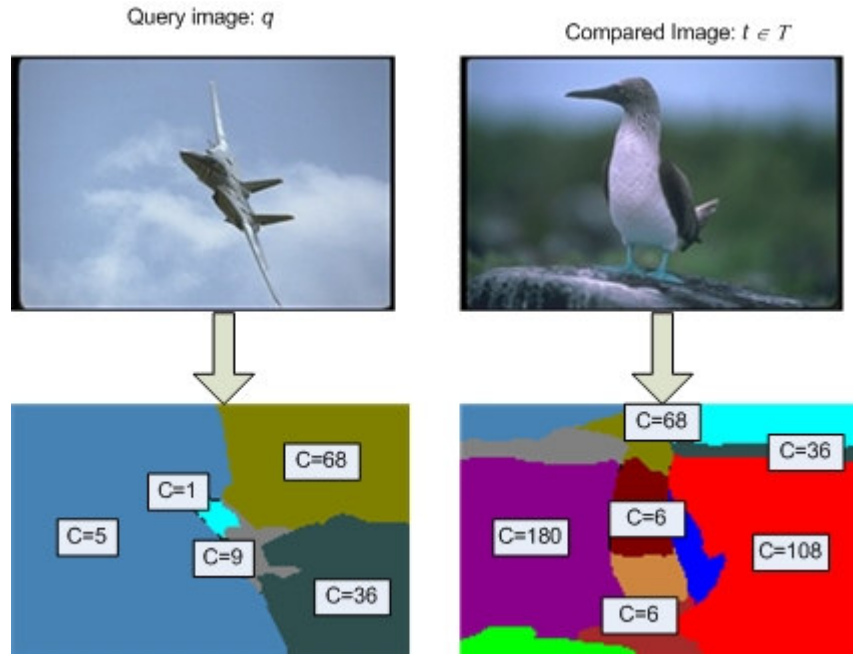 Query image: q
Compared Image: t ∈ T
C=68
C=1
C=5
C=9
C=36
C=68
C=36
C=6
C=180
C=108
C=6